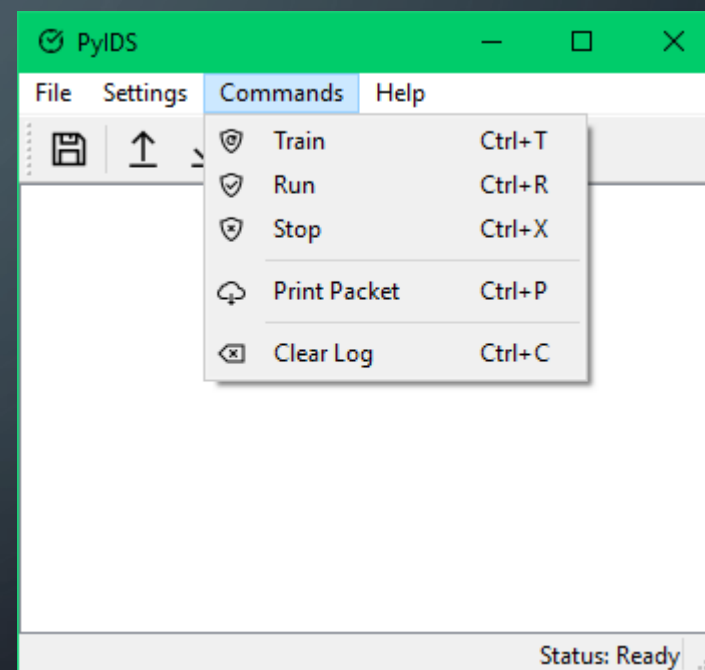 PyIDS
File Settings Commands Help
Train Ctrl+T
Run Ctrl+R
Stop Ctrl+X
Print Packet Ctrl+P
Clear Log Ctrl+C
Status: Ready